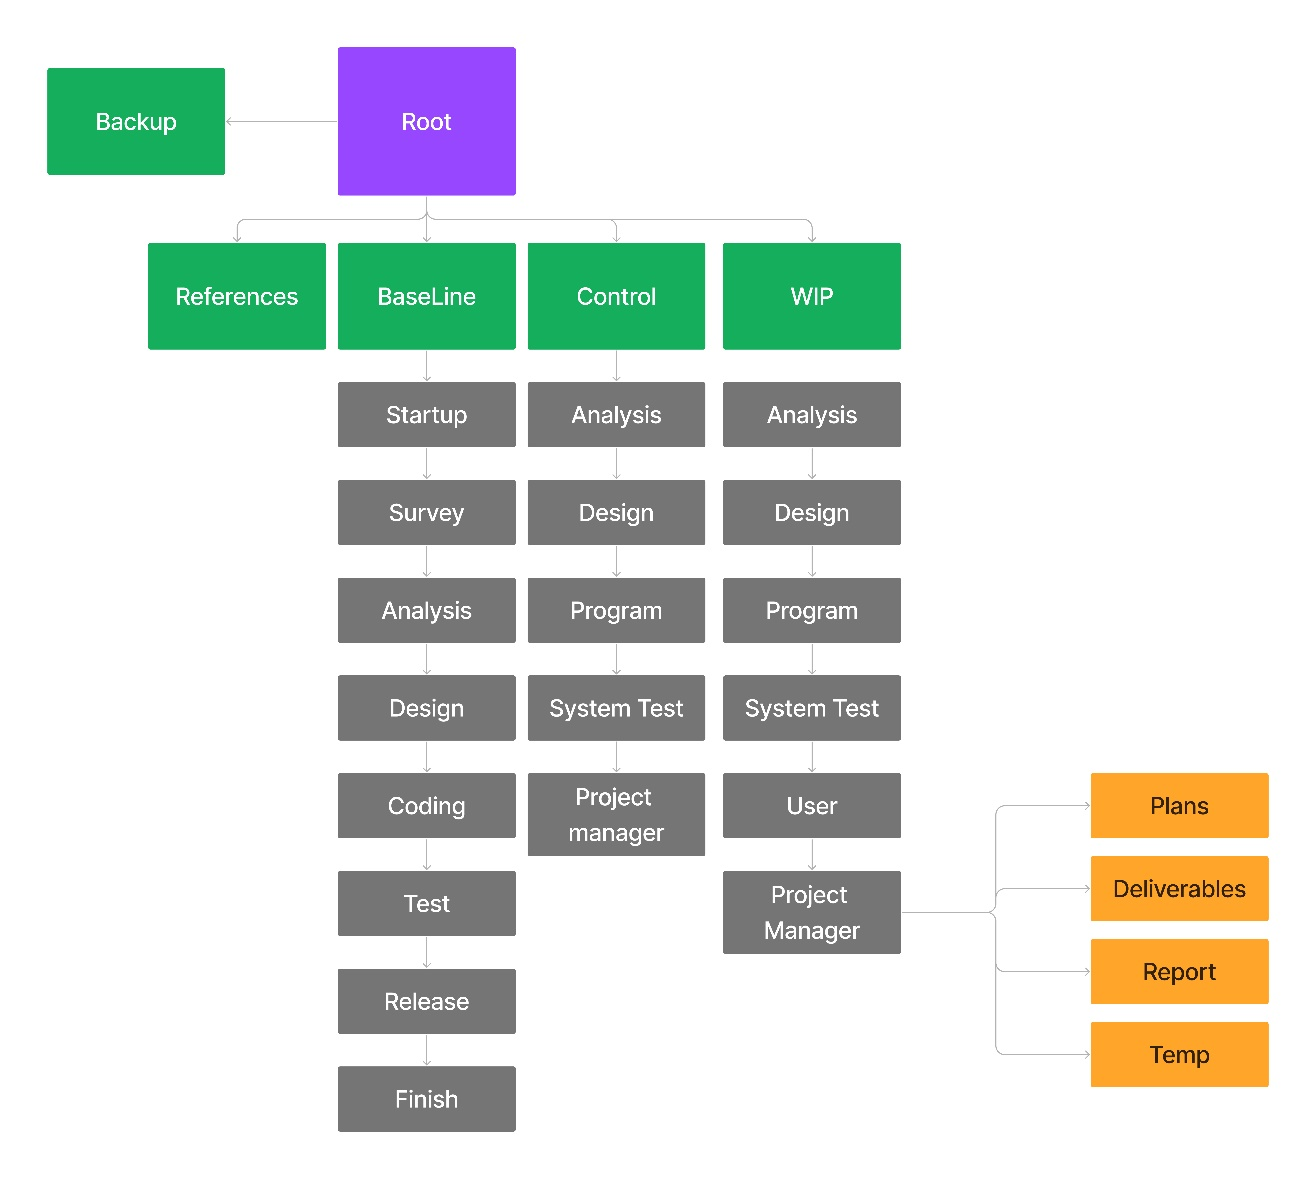 Backup
Root
References
BaseLine
Control
WIP
Startup
Analysis
Analysis
Survey
Design
Design
Analysis
Program
Program
Design
System Test
System Test
Coding
Project
manager
User
Plans
Test
Project
Manager
Deliverables
Release
Report
Finish
Temp